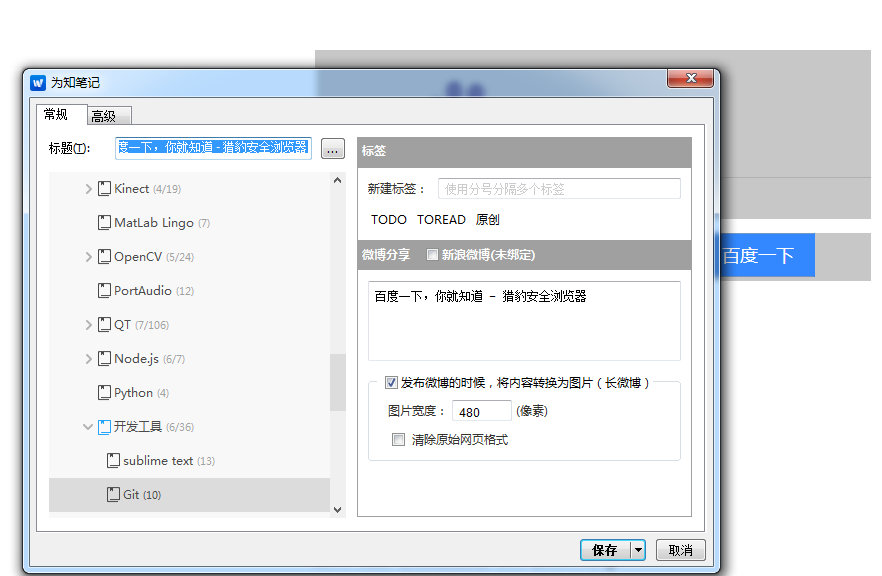 为知笔记
常规
高级
标题(T):
度一下，你就知道 - 猎豹安全浏览器
...
Kinect (4/19)
MatLab Lingo (7)
OpenCV (5/24)
PortAudio (12)
QT (7/106)
Node.js (6/7)
Python (4)
开发工具 (6/36)
sublime text (13)
Git (10)
标签
新建标签： 使用分号分隔多个标签
TODO TOREAD 原创
微博分享 新浪微博(未绑定)
百度一下，你就知道 - 猎豹安全浏览器
发布微博的时候，将内容转换为图片（长微博）
图片宽度： 480 (像素)
清除原始网页格式
保存 取消
百度一下